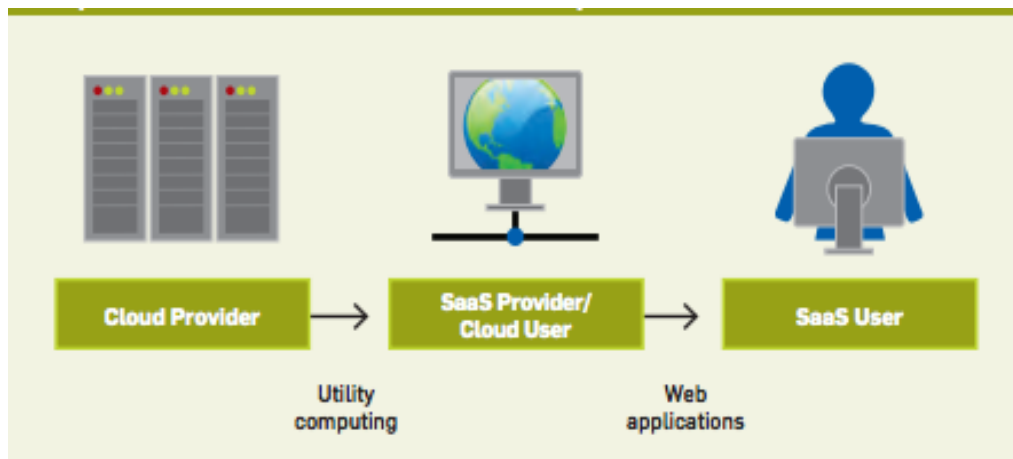 Cloud Provider
SaaS Provider/
Cloud User
SaaS User
Utility
computing
Web
applications